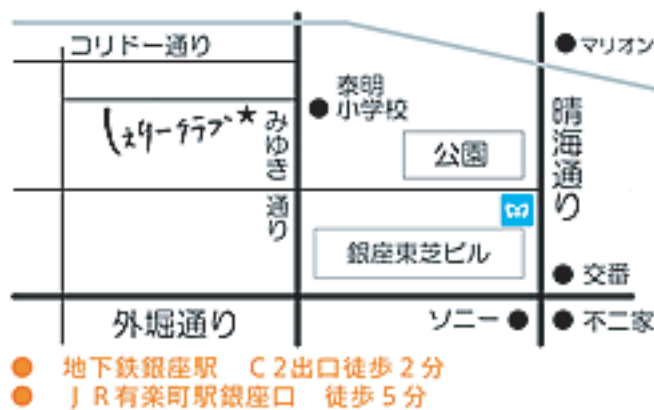 コリドー通り
マリオン
泰明
小学校
しぇりークラブ★
みゆき通り
晴海通り
公園
銀座東芝ビル
交番
外堀通り
ソニー
不二家
地下鉄銀座駅 C2出口徒歩2分
JR有楽町駅銀座口 徒歩5分